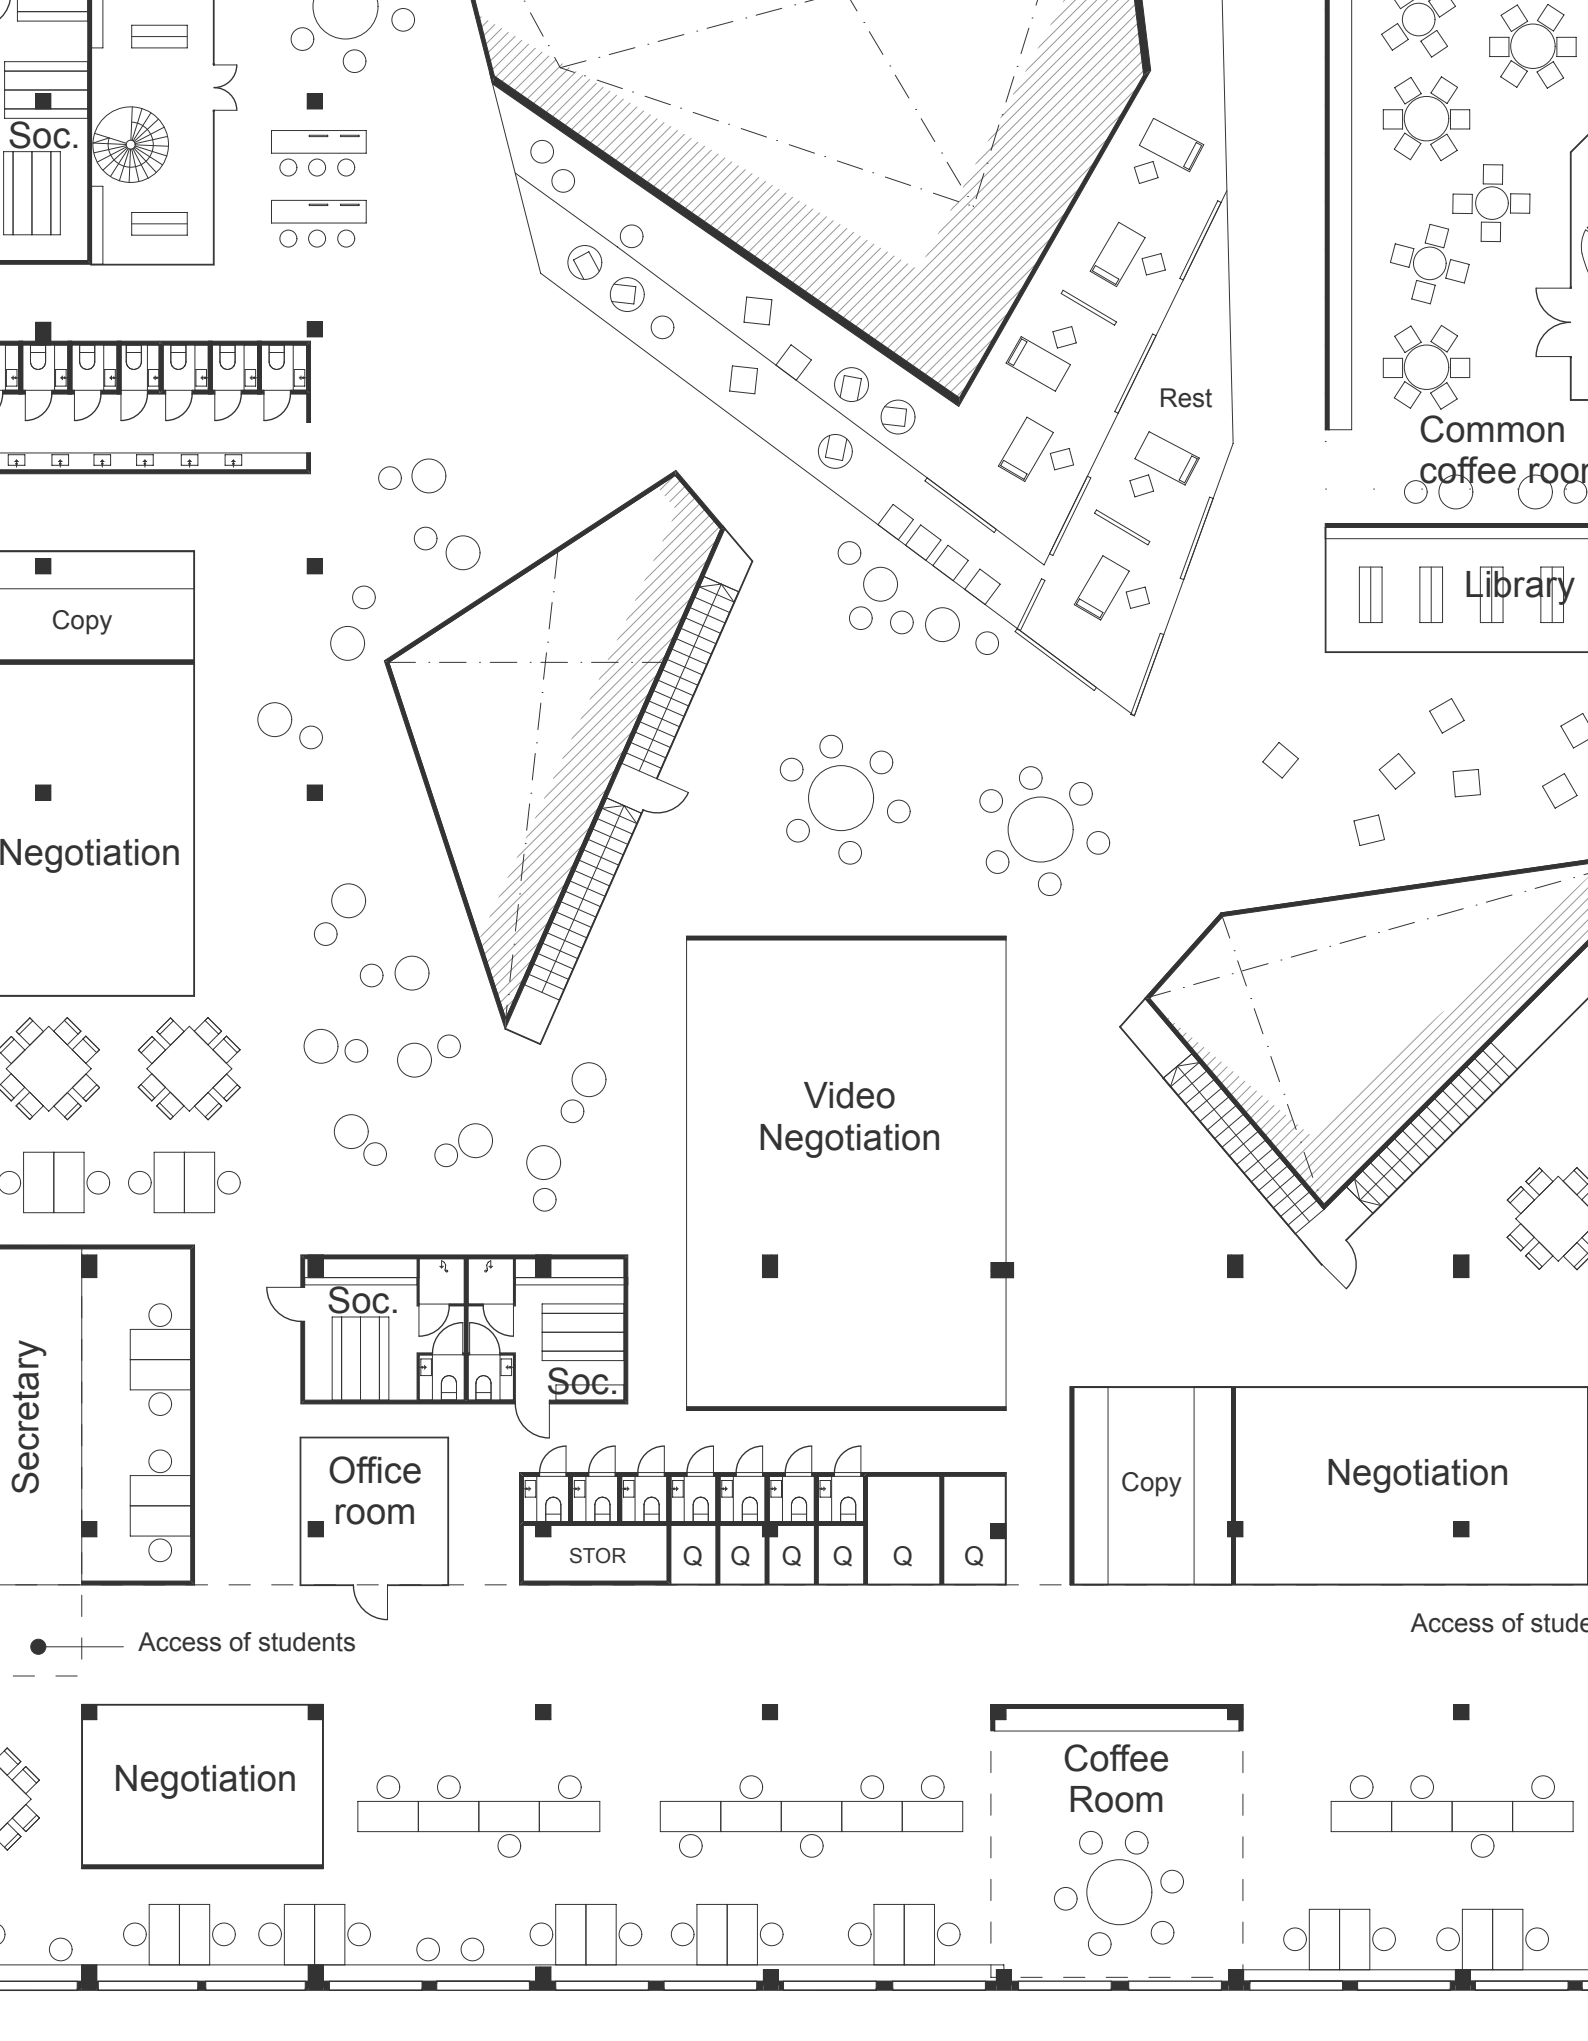 Soc.
Rest
Common
coffee room
Library
Copy
Negotiation
Video
Negotiation
Soc.
Soc.
Secretary
Office
room
STOR
Q
Q
Q
Q
Q
Q
Copy
Negotiation
Access of students
Access of stude
Negotiation
Coffee
Room